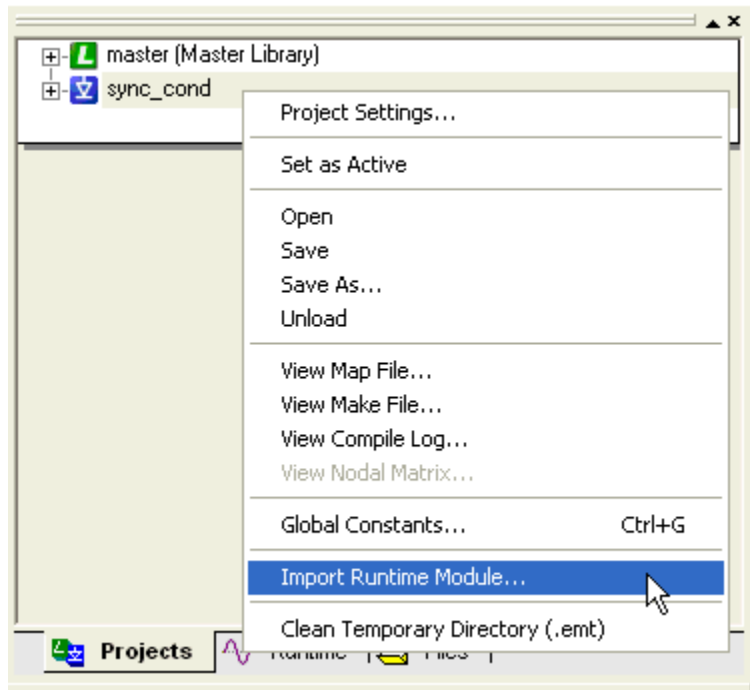 master (Master Library)
sync_cond
Project Settings...
Set as Active
Open
Save
Save As...
Unload
View Map File...
View Make File...
View Compile Log...
View Nodal Matrix...
Global Constants... Ctrl+G
Import Runtime Module...
Clean Temporary Directory (.emt)
Projects Runtime Files